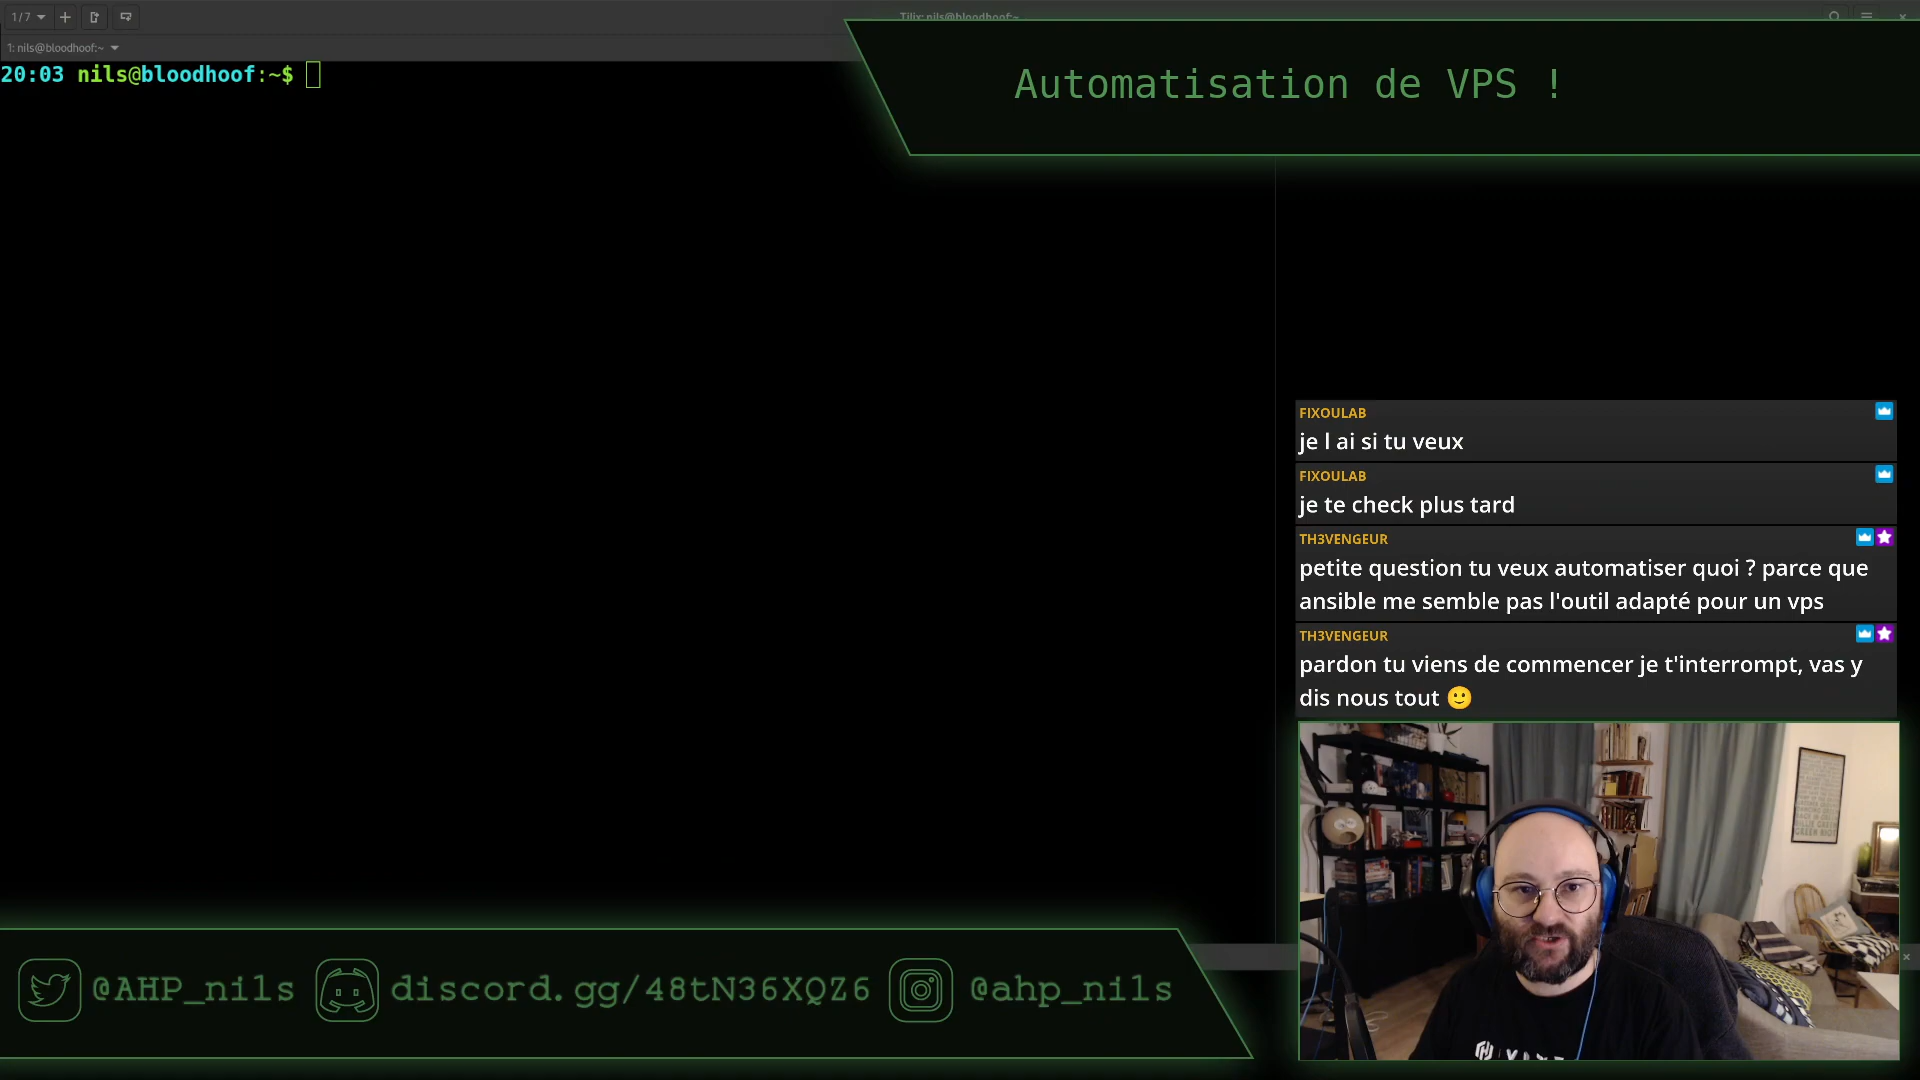 1/7
Tilix: nils@bloodhoof:~
1: nils@bloodhoof:~
20:03 nils@bloodhoof:~$
Automatisation de VPS !
FIXOULAB
je l ai si tu veux
FIXOULAB
je te check plus tard
TH3VENGEUR
petite question tu veux automatiser quoi ? parce que
ansible me semble pas l'outil adapté pour un vps
TH3VENGEUR
pardon tu viens de commencer je t'interrompt, vas y
dis nous tout 🙂
@AHP_nils discord.gg/48tN36XQZ6 @ahp_nils